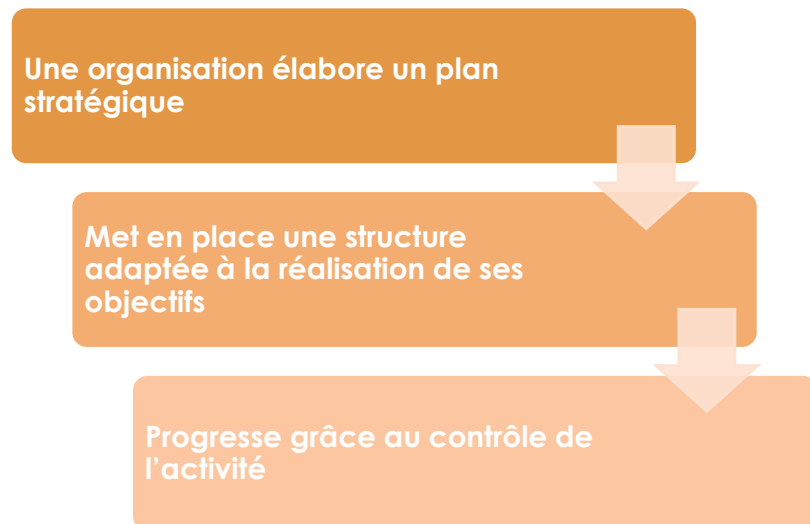 Une organisation élabore un plan
stratégique
Met en place une structure
adaptée à la réalisation de ses
objectifs
Progresse grâce au contrôle de
l'activité